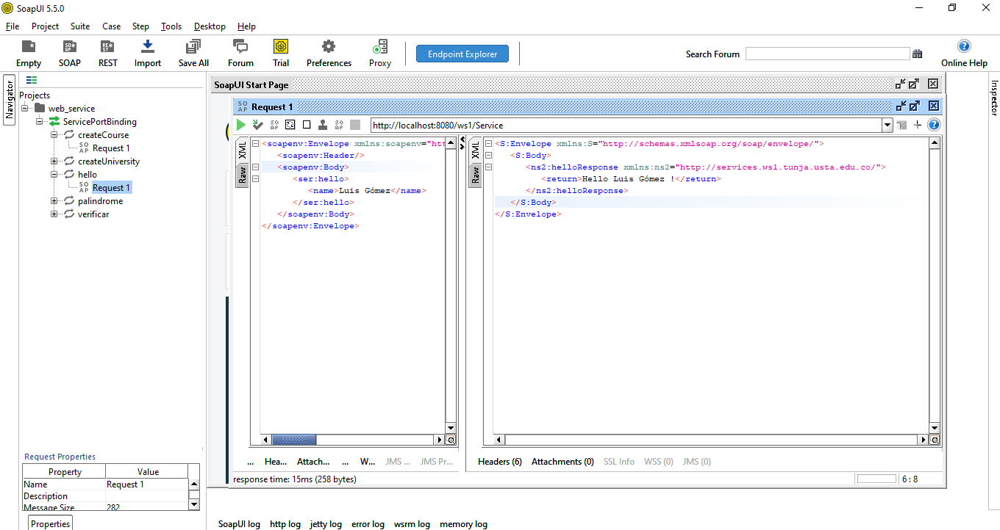 SoapUI 5.5.0
File Project Suite Case Step Tools Desktop Help
Empty SOAP REST Import Save All Forum Trial Preferences Proxy Endpoint Explorer Search Forum Online Help
Navigator
Projects
web_service
ServicePortBinding
createCourse
SOAP Request 1
createUniversity
hello
SOAP Request 1
palindrome
verificar
Request Properties
Property Value
Name Request 1
Description
Message Size 282
Properties
SoapUI Start Page
SOAP Request 1
http://localhost:8080/ws1/Service
XML
Raw
<soapenv:Envelope xmlns:soapenv="htt
<soapenv:Header/>
<soapenv:Body>
<ser:hello>
<name>Luis Gómez</name>
</ser:hello>
</soapenv:Body>
</soapenv:Envelope>
... Hea... Attach... ... W... JMS ... JMS Pr...
XML
Raw
<S:Envelope xmlns:S="http://schemas.xmlsoap.org/soap/envelope/">
<S:Body>
<ns2:helloResponse xmlns:ns2="http://services.ws1.tunja.usta.edu.co/">
<return>Hello Luis Gómez !</return>
</ns2:helloResponse>
</S:Body>
</S:Envelope>
Headers (6) Attachments (0) SSL Info WSS (0) JMS (0)
response time: 15ms (258 bytes) 6 : 8
Inspector
SoapUI log http log jetty log error log wsrm log memory log